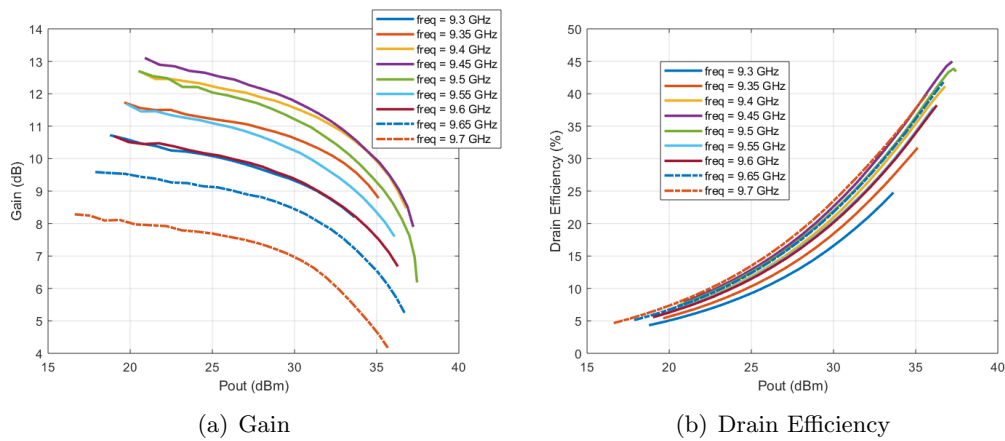 14
13
12
11
10
9
8
7
6
5
4
Gain (dB)
15 20 25 30 35 40
Pout (dBm)
freq = 9.3 GHz
freq = 9.35 GHz
freq = 9.4 GHz
freq = 9.45 GHz
freq = 9.5 GHz
freq = 9.55 GHz
freq = 9.6 GHz
freq = 9.65 GHz
freq = 9.7 GHz
(a) Gain
50
45
40
35
30
25
20
15
10
5
0
Drain Efficiency (%)
15 20 25 30 35 40
Pout (dBm)
freq = 9.3 GHz
freq = 9.35 GHz
freq = 9.4 GHz
freq = 9.45 GHz
freq = 9.5 GHz
freq = 9.55 GHz
freq = 9.6 GHz
freq = 9.65 GHz
freq = 9.7 GHz
(b) Drain Efficiency